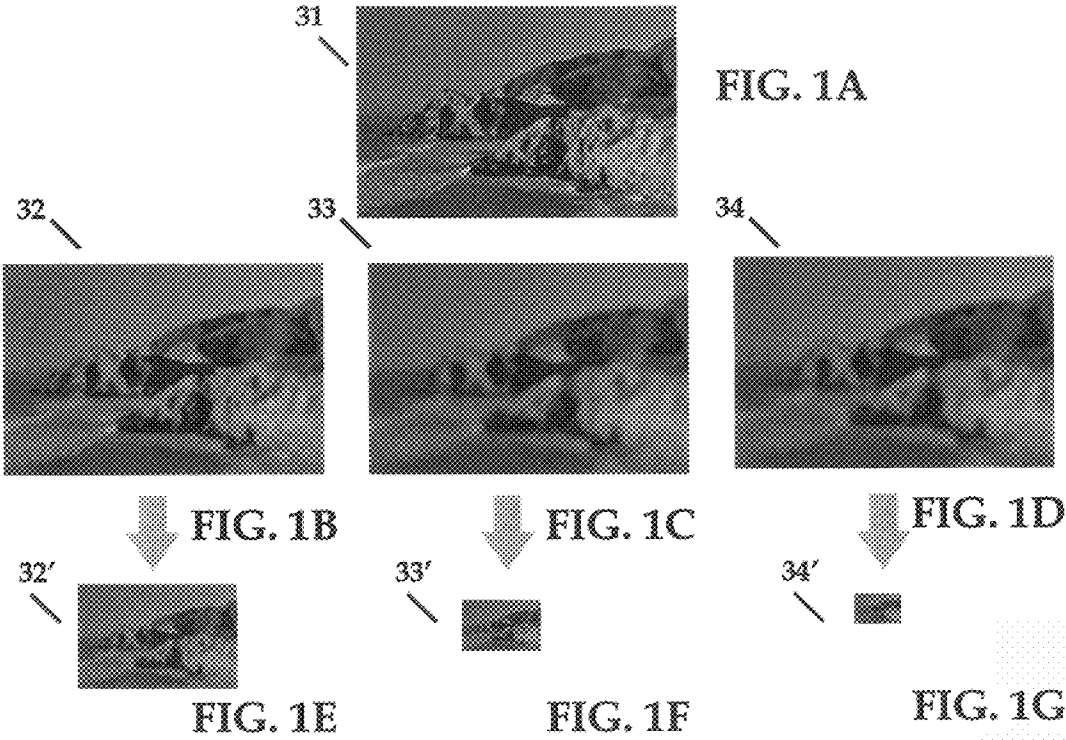 31
FIG. 1A
32
33
34
FIG. 1B
FIG. 1C
FIG. 1D
32′
33′
34′
FIG. 1E
FIG. 1F
FIG. 1G